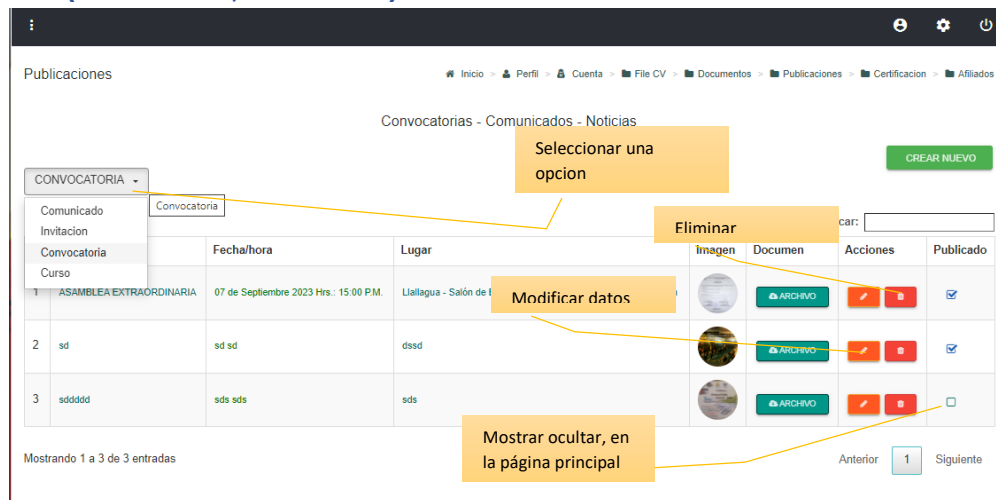 Publicaciones
Inicio > Perfil > Cuenta > File CV > Documentos > Publicaciones > Certificacion > Afiliados
Convocatorias - Comunicados - Noticias
Seleccionar una
opcion
CREAR NUEVO
CONVOCATORIA
Comunicado
Invitacion
Convocatoria
Curso
Convocatoria
Eliminar
car:
Fecha/hora Lugar Imagen Documen Acciones Publicado
1 ASAMBLEA EXTRAORDINARIA 07 de Septiembre 2023 Hrs.: 15:00 P.M. Llallagua - Salón de ARCHIVO
Modificar datos
2 sd sd sd dssd ARCHIVO
3 sddddd sds sds sds ARCHIVO
Mostrar ocultar, en
la página principal
Mostrando 1 a 3 de 3 entradas
Anterior 1 Siguiente